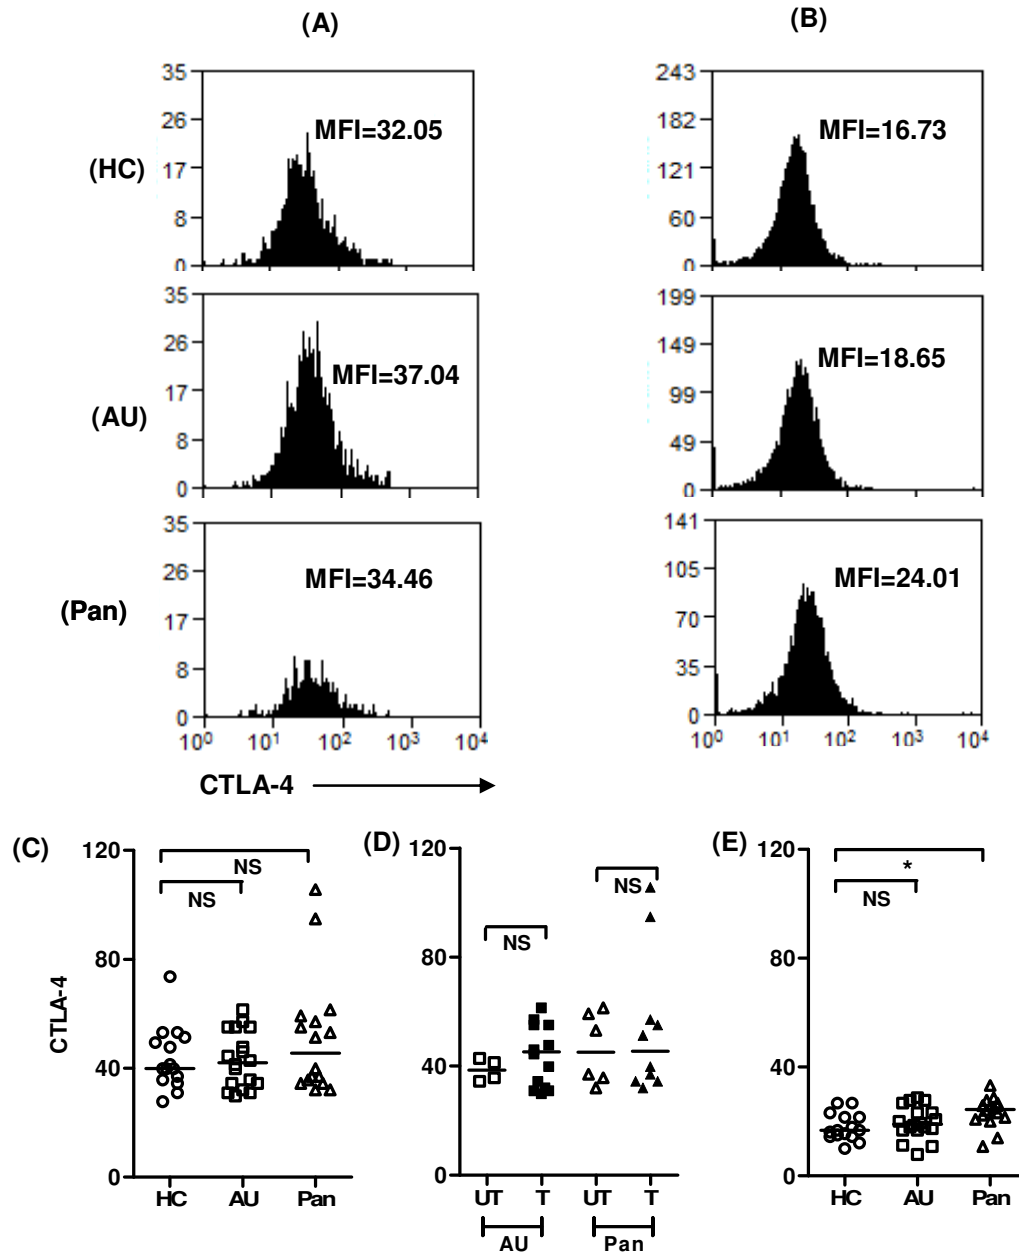 (A)
(B)
(HC)
35
26
17
8
0
MFI=32.05
243
182
121
60
0
MFI=16.73
(AU)
35
26
17
8
0
MFI=37.04
199
149
99
49
0
MFI=18.65
(Pan)
35
26
17
8
0
MFI=34.46
10⁰ 10¹ 10² 10³ 10⁴
141
105
70
35
0
MFI=24.01
10⁰ 10¹ 10² 10³ 10⁴
CTLA-4
(C)
CTLA-4
120
80
40
0
NS
NS
HC AU Pan
(D)
120
80
40
0
NS
NS
UT T UT T
AU Pan
(E)
120
80
40
0
*
NS
HC AU Pan